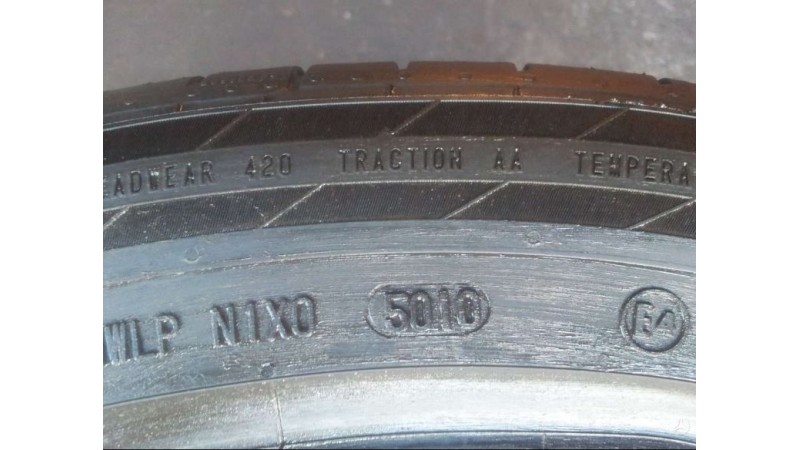 EADWEAR 420 TRACTION AA TEMPERA
WLP N1X0 5010 E4